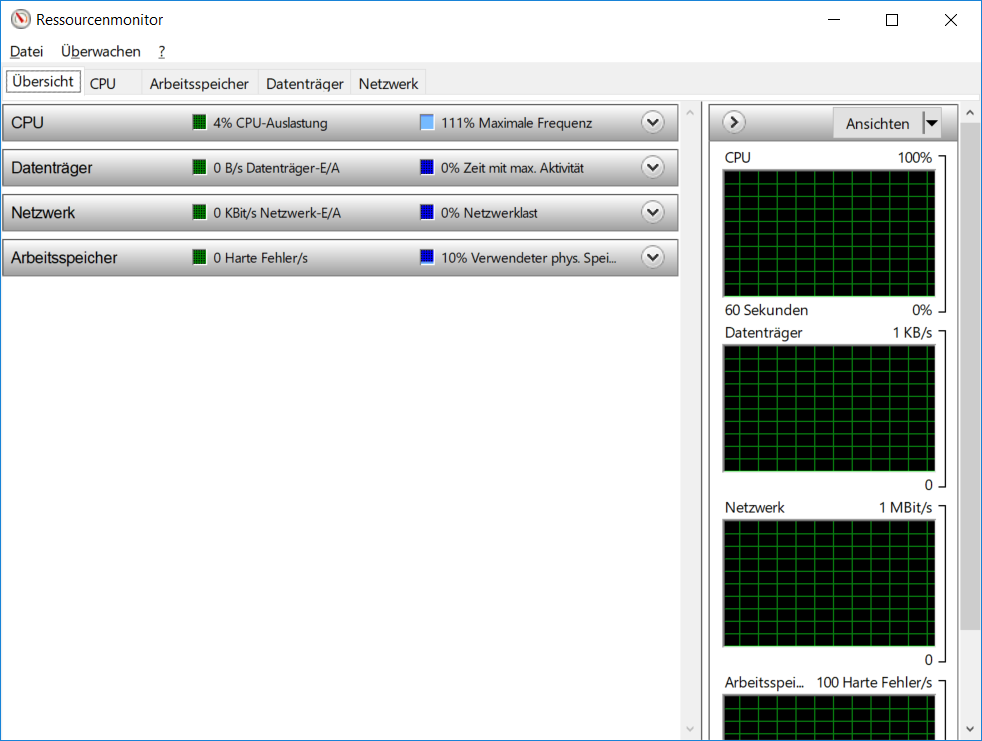 Ressourcenmonitor
Datei Überwachen ?
Übersicht CPU Arbeitsspeicher Datenträger Netzwerk
CPU 4% CPU-Auslastung 111% Maximale Frequenz
Datenträger 0 B/s Datenträger-E/A 0% Zeit mit max. Aktivität
Netzwerk 0 KBit/s Netzwerk-E/A 0% Netzwerklast
Arbeitsspeicher 0 Harte Fehler/s 10% Verwendeter phys. Spei...
Ansichten
CPU 100%
60 Sekunden 0%
Datenträger 1 KB/s
0
Netzwerk 1 MBit/s
0
Arbeitsspei... 100 Harte Fehler/s